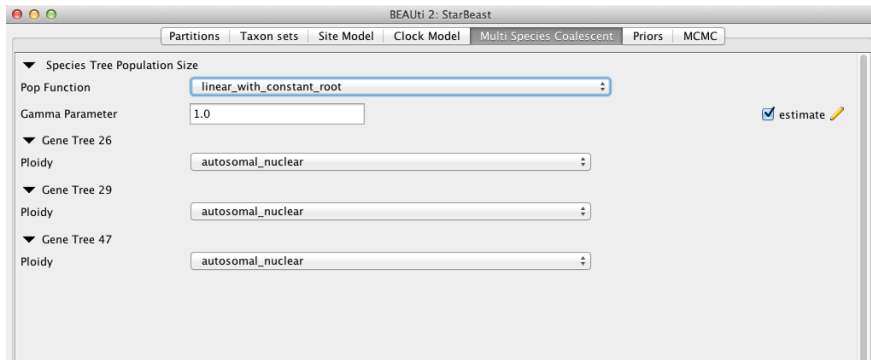 BEAUti 2: StarBeast
Partitions Taxon sets Site Model Clock Model Multi Species Coalescent Priors MCMC
Species Tree Population Size
Pop Function linear_with_constant_root
Gamma Parameter 1.0 estimate
Gene Tree 26
Ploidy autosomal_nuclear
Gene Tree 29
Ploidy autosomal_nuclear
Gene Tree 47
Ploidy autosomal_nuclear